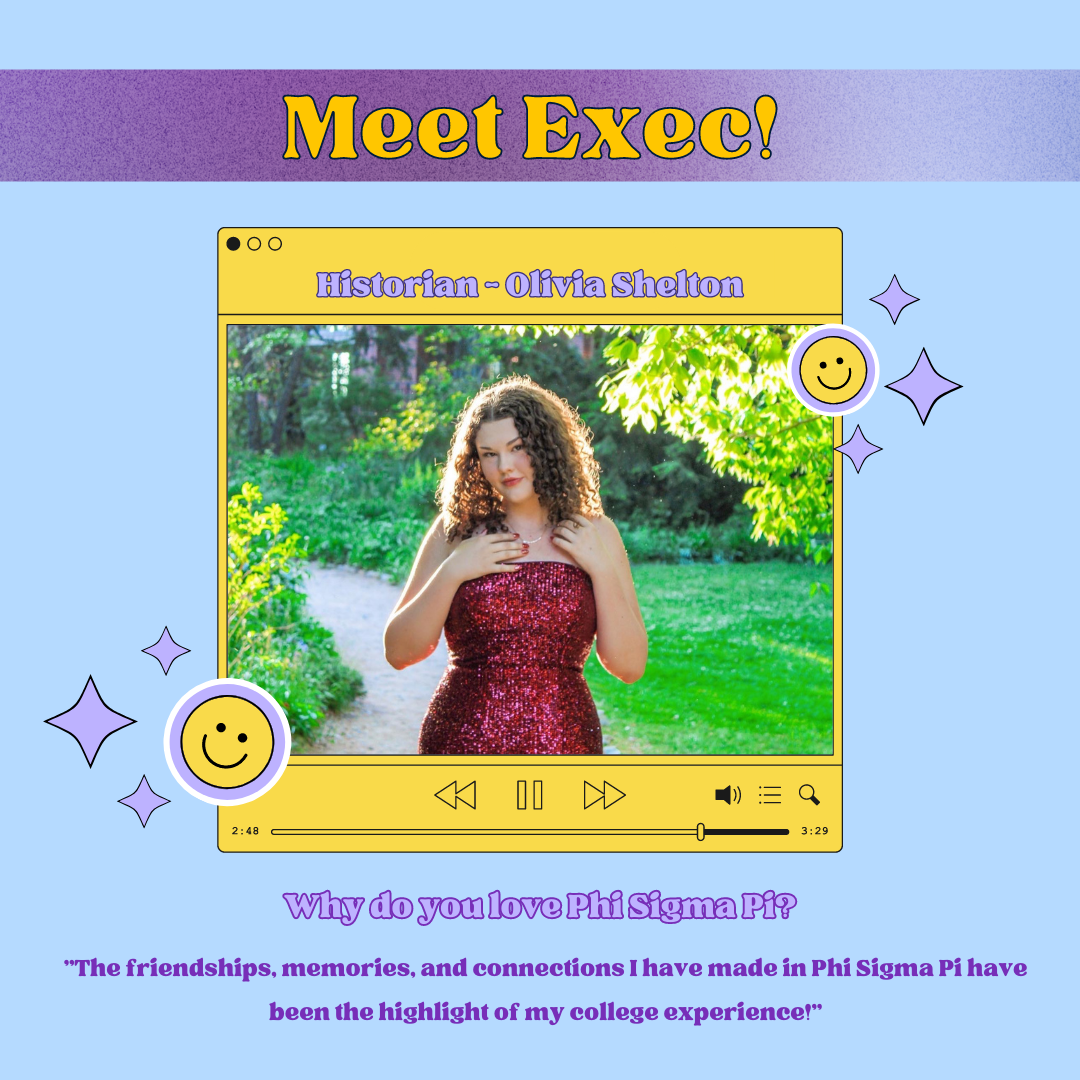 Meet Exec!
Historian - Olivia Shelton
2:48
3:29
Why do you love Phi Sigma Pi?
"The friendships, memories, and connections I have made in Phi Sigma Pi have
been the highlight of my college experience!"